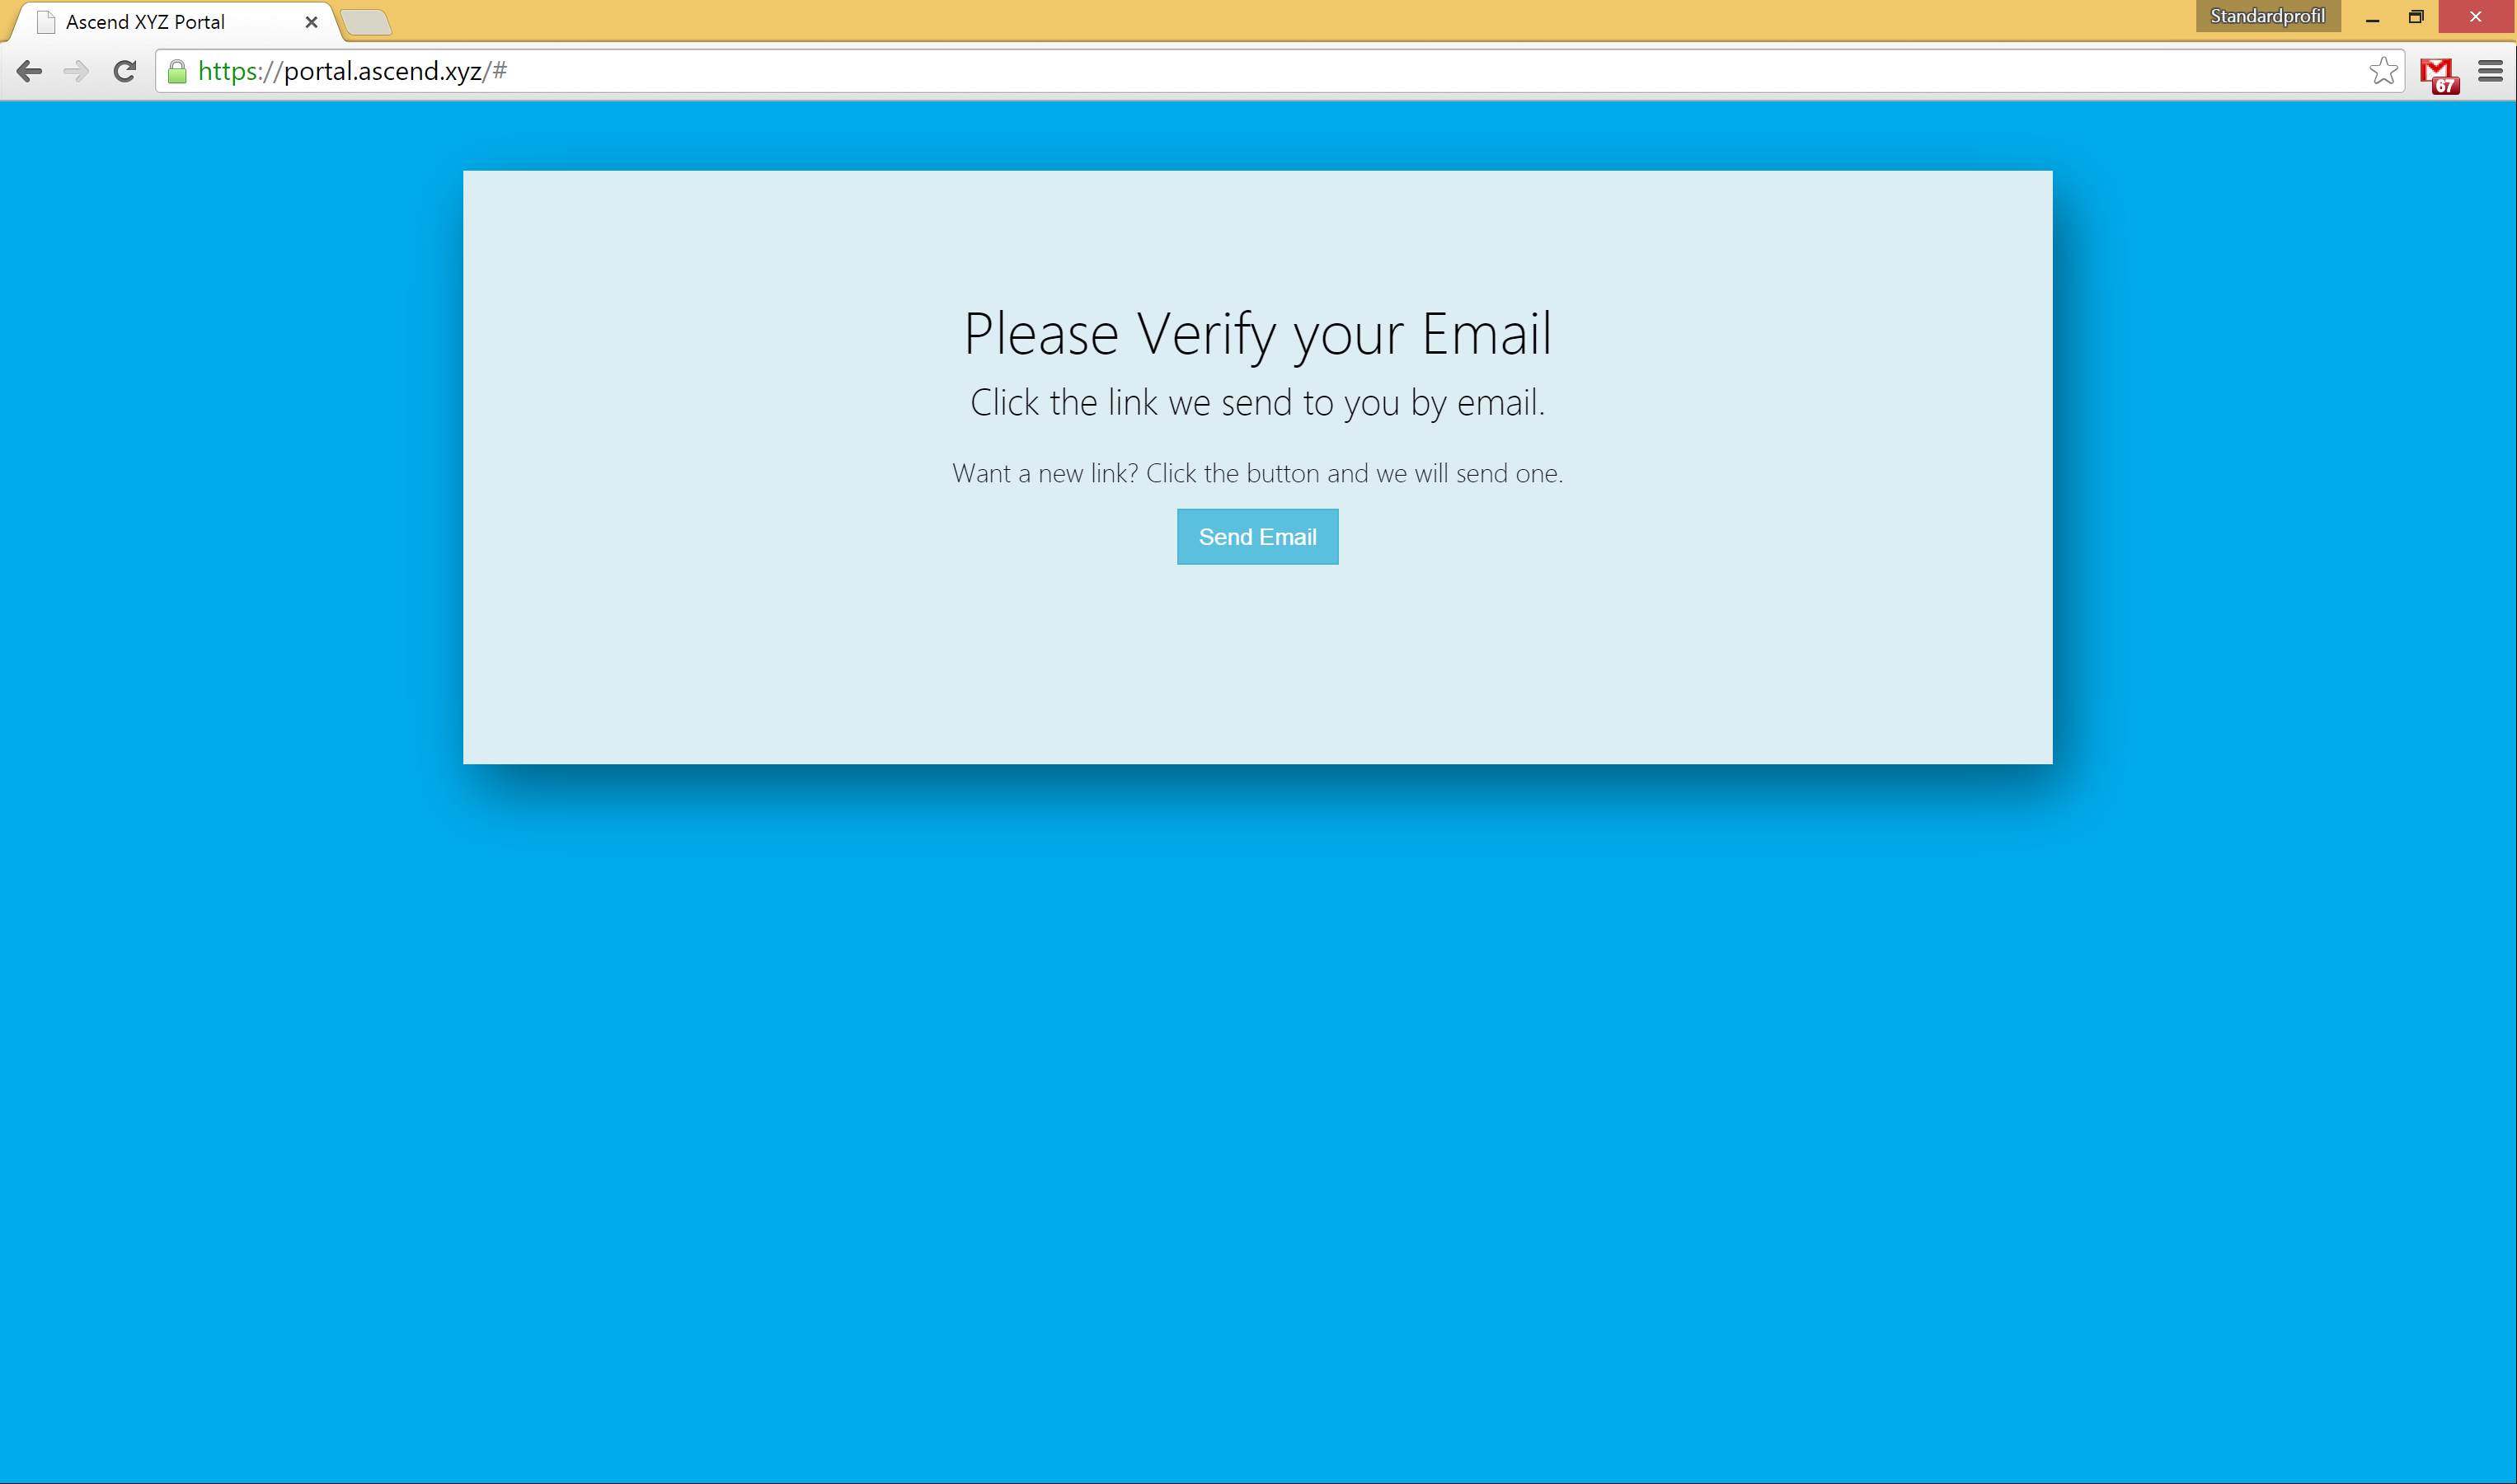 Ascend XYZ Portal
Standardprofil
https://portal.ascend.xyz/#
67
Please Verify your Email
Click the link we send to you by email.
Want a new link? Click the button and we will send one.
Send Email